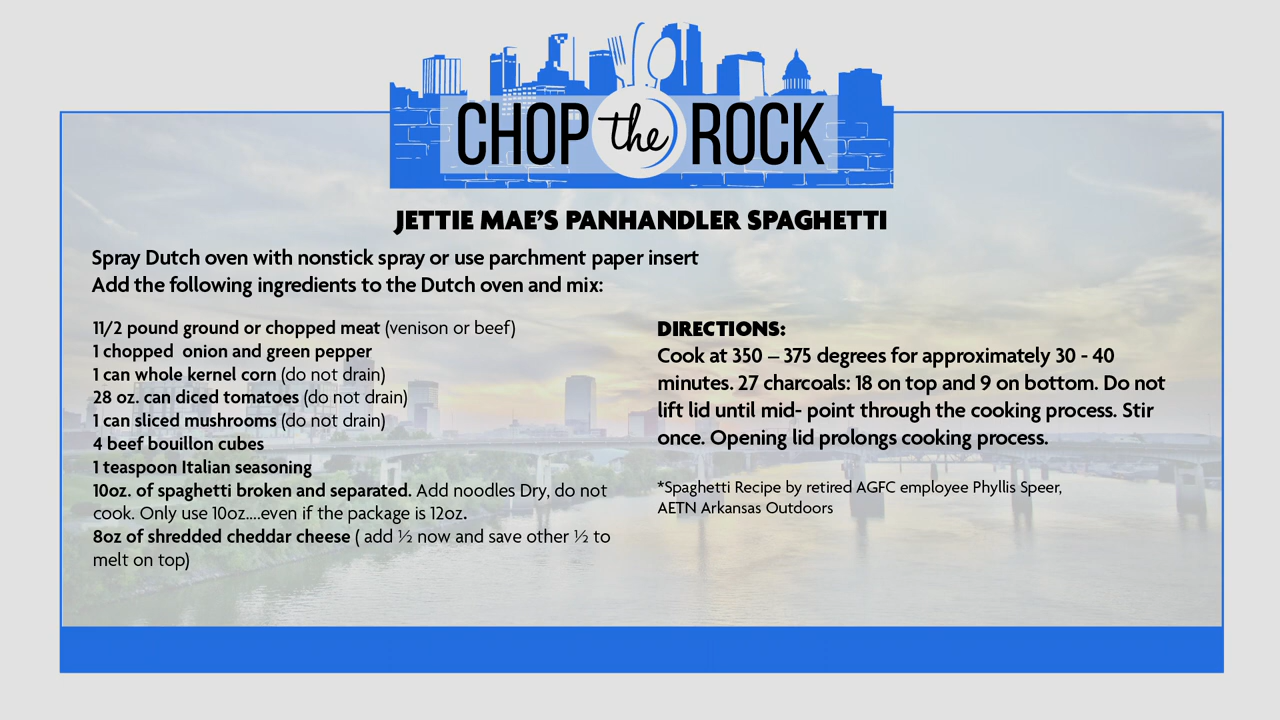 CHOP the ROCK
JETTIE MAE'S PANHANDLER SPAGHETTI
Spray Dutch oven with nonstick spray or use parchment paper insert
Add the following ingredients to the Dutch oven and mix:
11/2 pound ground or chopped meat (venison or beef)
1 chopped  onion and green pepper
1 can whole kernel corn (do not drain)
28 oz. can diced tomatoes (do not drain)
1 can sliced mushrooms (do not drain)
4 beef bouillon cubes
1 teaspoon Italian seasoning
10oz. of spaghetti broken and separated. Add noodles Dry, do not
cook. Only use 10oz....even if the package is 12oz.
8oz of shredded cheddar cheese ( add ½ now and save other ½ to
melt on top)
DIRECTIONS:
Cook at 350 – 375 degrees for approximately 30 - 40
minutes. 27 charcoals: 18 on top and 9 on bottom. Do not
lift lid until mid- point through the cooking process. Stir
once. Opening lid prolongs cooking process.
*Spaghetti Recipe by retired AGFC employee Phyllis Speer,
AETN Arkansas Outdoors